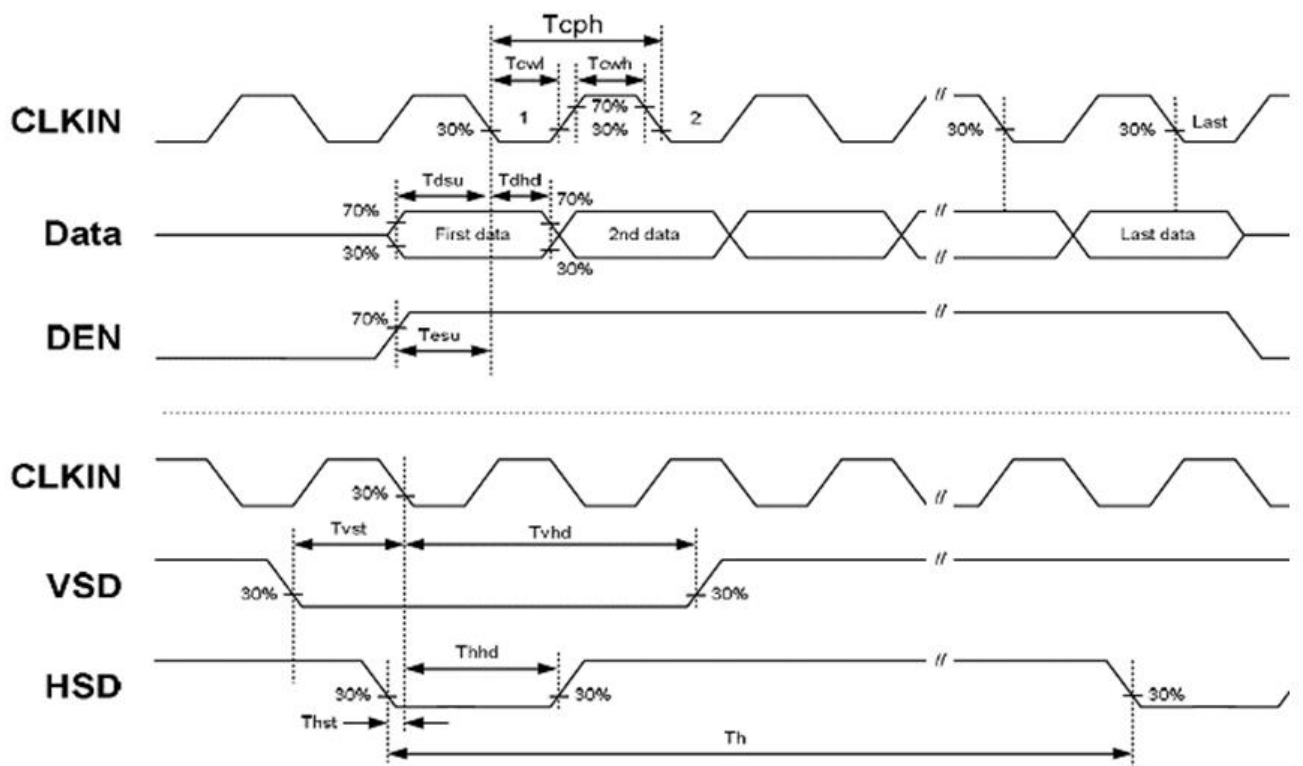 Tcph
Tcwl Tcwh
CLKIN 30% 1 70% 30% 2 // 30% 30% Last
Tdsu Tdhd
70% 70%
Data First data 2nd data // Last data
30% 30%
70% //
DEN Tesu
CLKIN 30% //
Tvst Tvhd
VSD 30% 30% //
Thhd //
HSD 30% 30% 30%
Thst
Th